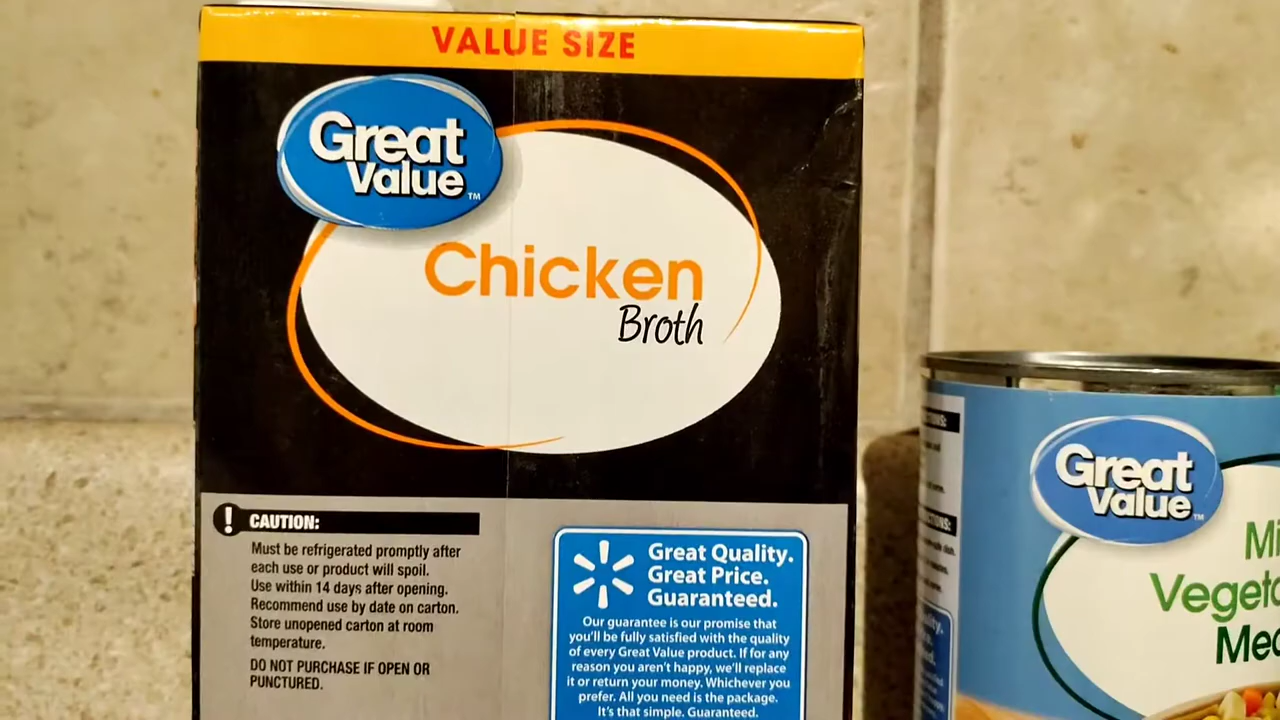 VALUE SIZE
Great
Value™
Chicken
Broth
! CAUTION:
Must be refrigerated promptly after
each use or product will spoil.
Use within 14 days after opening.
Recommend use by date on carton.
Store unopened carton at room
temperature.
DO NOT PURCHASE IF OPEN OR
PUNCTURED.
Great Quality.
Great Price.
Guaranteed.
Our guarantee is our promise that
you'll be fully satisfied with the quality
of every Great Value product. If for any
reason you aren't happy, we'll replace
it or return your money. Whichever you
prefer. All you need is the package.
It's that simple. Guaranteed.
Great
Value™